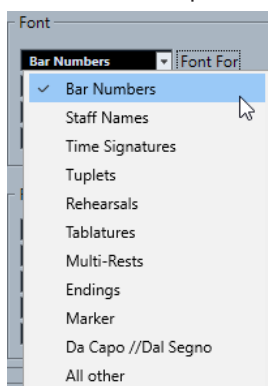 Font
Bar Numbers Font For
Bar Numbers
Staff Names
Time Signatures
Tuplets
Rehearsals
Tablatures
Multi-Rests
Endings
Marker
Da Capo //Dal Segno
All other